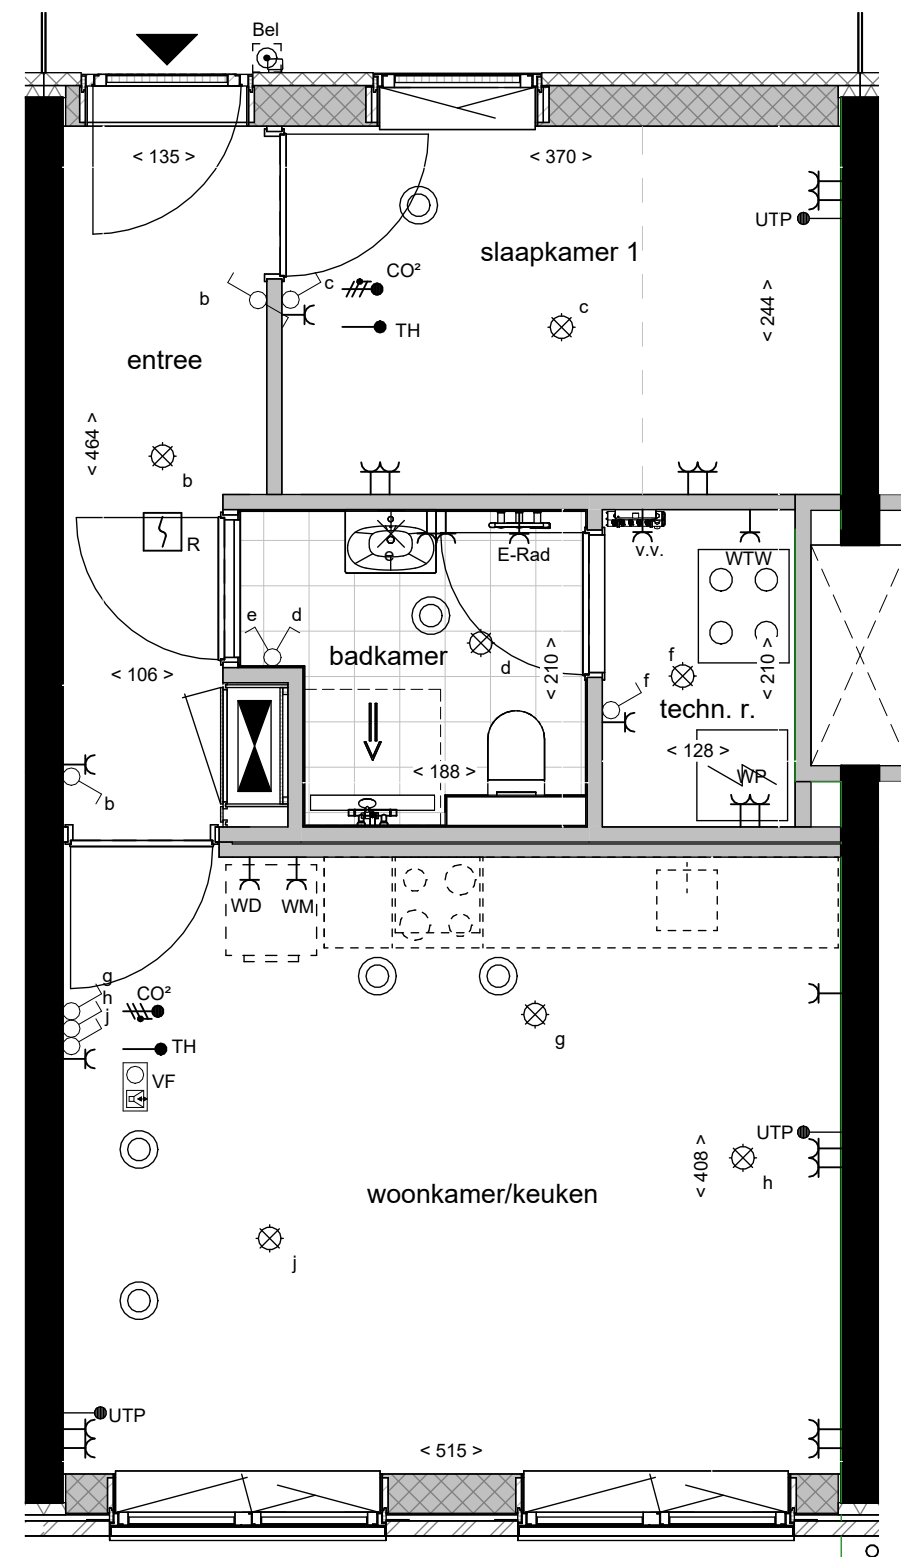 Bel
< 135 >
< 370 >
UTP
slaapkamer 1
CO²
c
b
c
< 244 >
TH
entree
< 464 >
b
R
E-Rad
v.v.
WTW
e
d
badkamer
d
< 210 >
f
f
< 210 >
< 106 >
techn. r.
< 128 >
< 188 >
WP
b
WD
WM
g
h
j
CO²
g
TH
VF
UTP
< 408 >
h
woonkamer/keuken
j
UTP
< 515 >